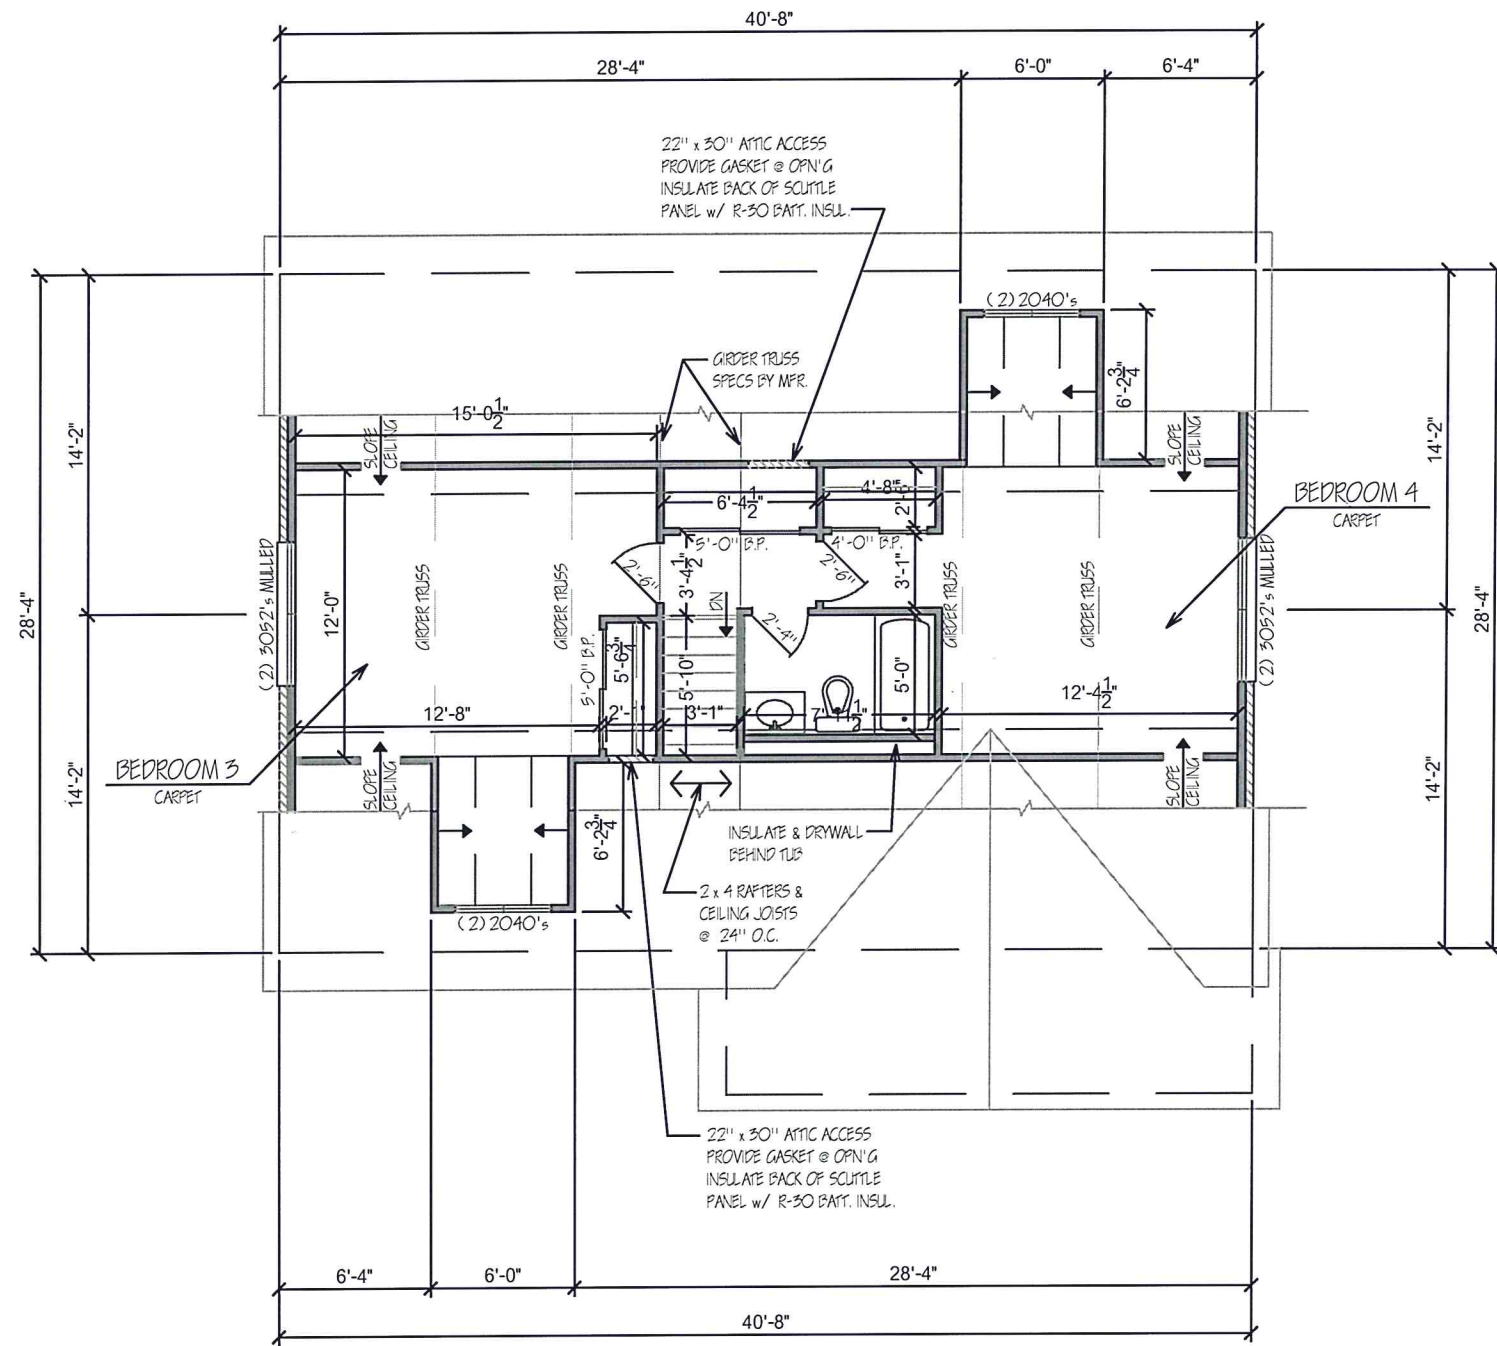 40'-8"
28'-4"
6'-0"
6'-4"
22" x 30" ATTIC ACCESS
PROVIDE GASKET @ OPN'G
INSULATE BACK OF SCUTTLE
PANEL w/ R-30 BATT. INSUL.
(2) 2040's
GIRDER TRUSS
SPECS BY MFR.
6'-2 3/4"
15'-0 1/2"
SLOPE
CEILING
SLOPE
CEILING
14'-2"
14'-2"
6'-4 1/2"
4'-8"
BEDROOM 4
CARPET
5'-0" B.P.
4'-0" B.P.
(2) 3052's MULLED
28'-4"
12'-0"
GIRDER TRUSS
GIRDER TRUSS
2'-6"
3'-4 1/2"
2'-6"
3'-1"
GIRDER TRUSS
GIRDER TRUSS
(2) 3052's MULLED
28'-4"
DN
2'-4"
5'-0" B.P.
5'-6 3/4"
5'-10"
5'-0"
12'-8"
3'-1"
12'-4 1/2"
BEDROOM 3
CARPET
14'-2"
SLOPE
CEILING
SLOPE
CEILING
14'-2"
6'-2 3/4"
INSULATE & DRYWALL
BEHIND TUB
2 x 4 RAFTERS &
CEILING JOISTS
@ 24" O.C.
(2) 2040's
22" x 30" ATTIC ACCESS
PROVIDE GASKET @ OPN'G
INSULATE BACK OF SCUTTLE
PANEL w/ R-30 BATT. INSUL.
6'-4"
6'-0"
28'-4"
40'-8"